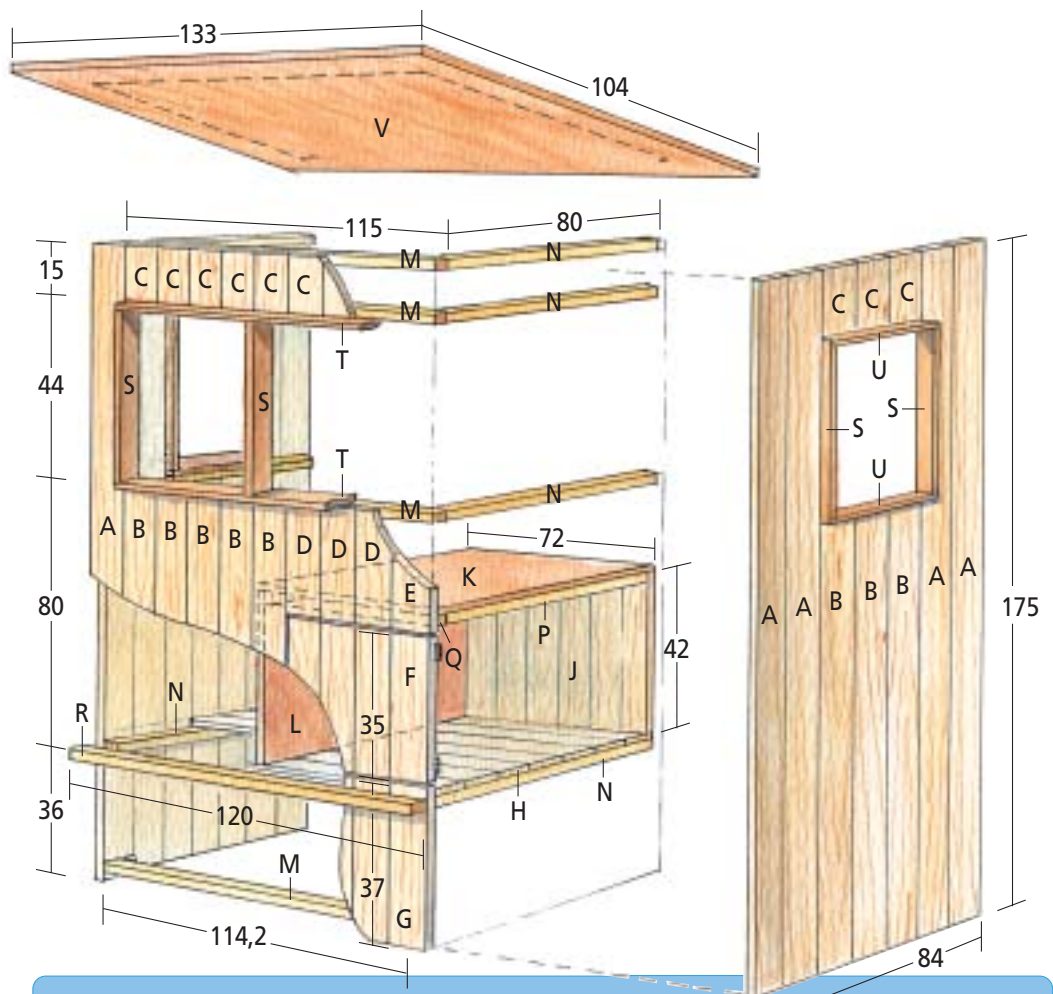 133
104
V
115
80
15
C C C C C C
M
N
M
N
T
44
S
S
T
M
N
A B B B B B D D D
E
72
K
P
Q
80
42
J
F
35
L
N
R
36
120
H
N
M
37
G
114,2
C C C
U
S
S
U
A A B B B A A
175
84